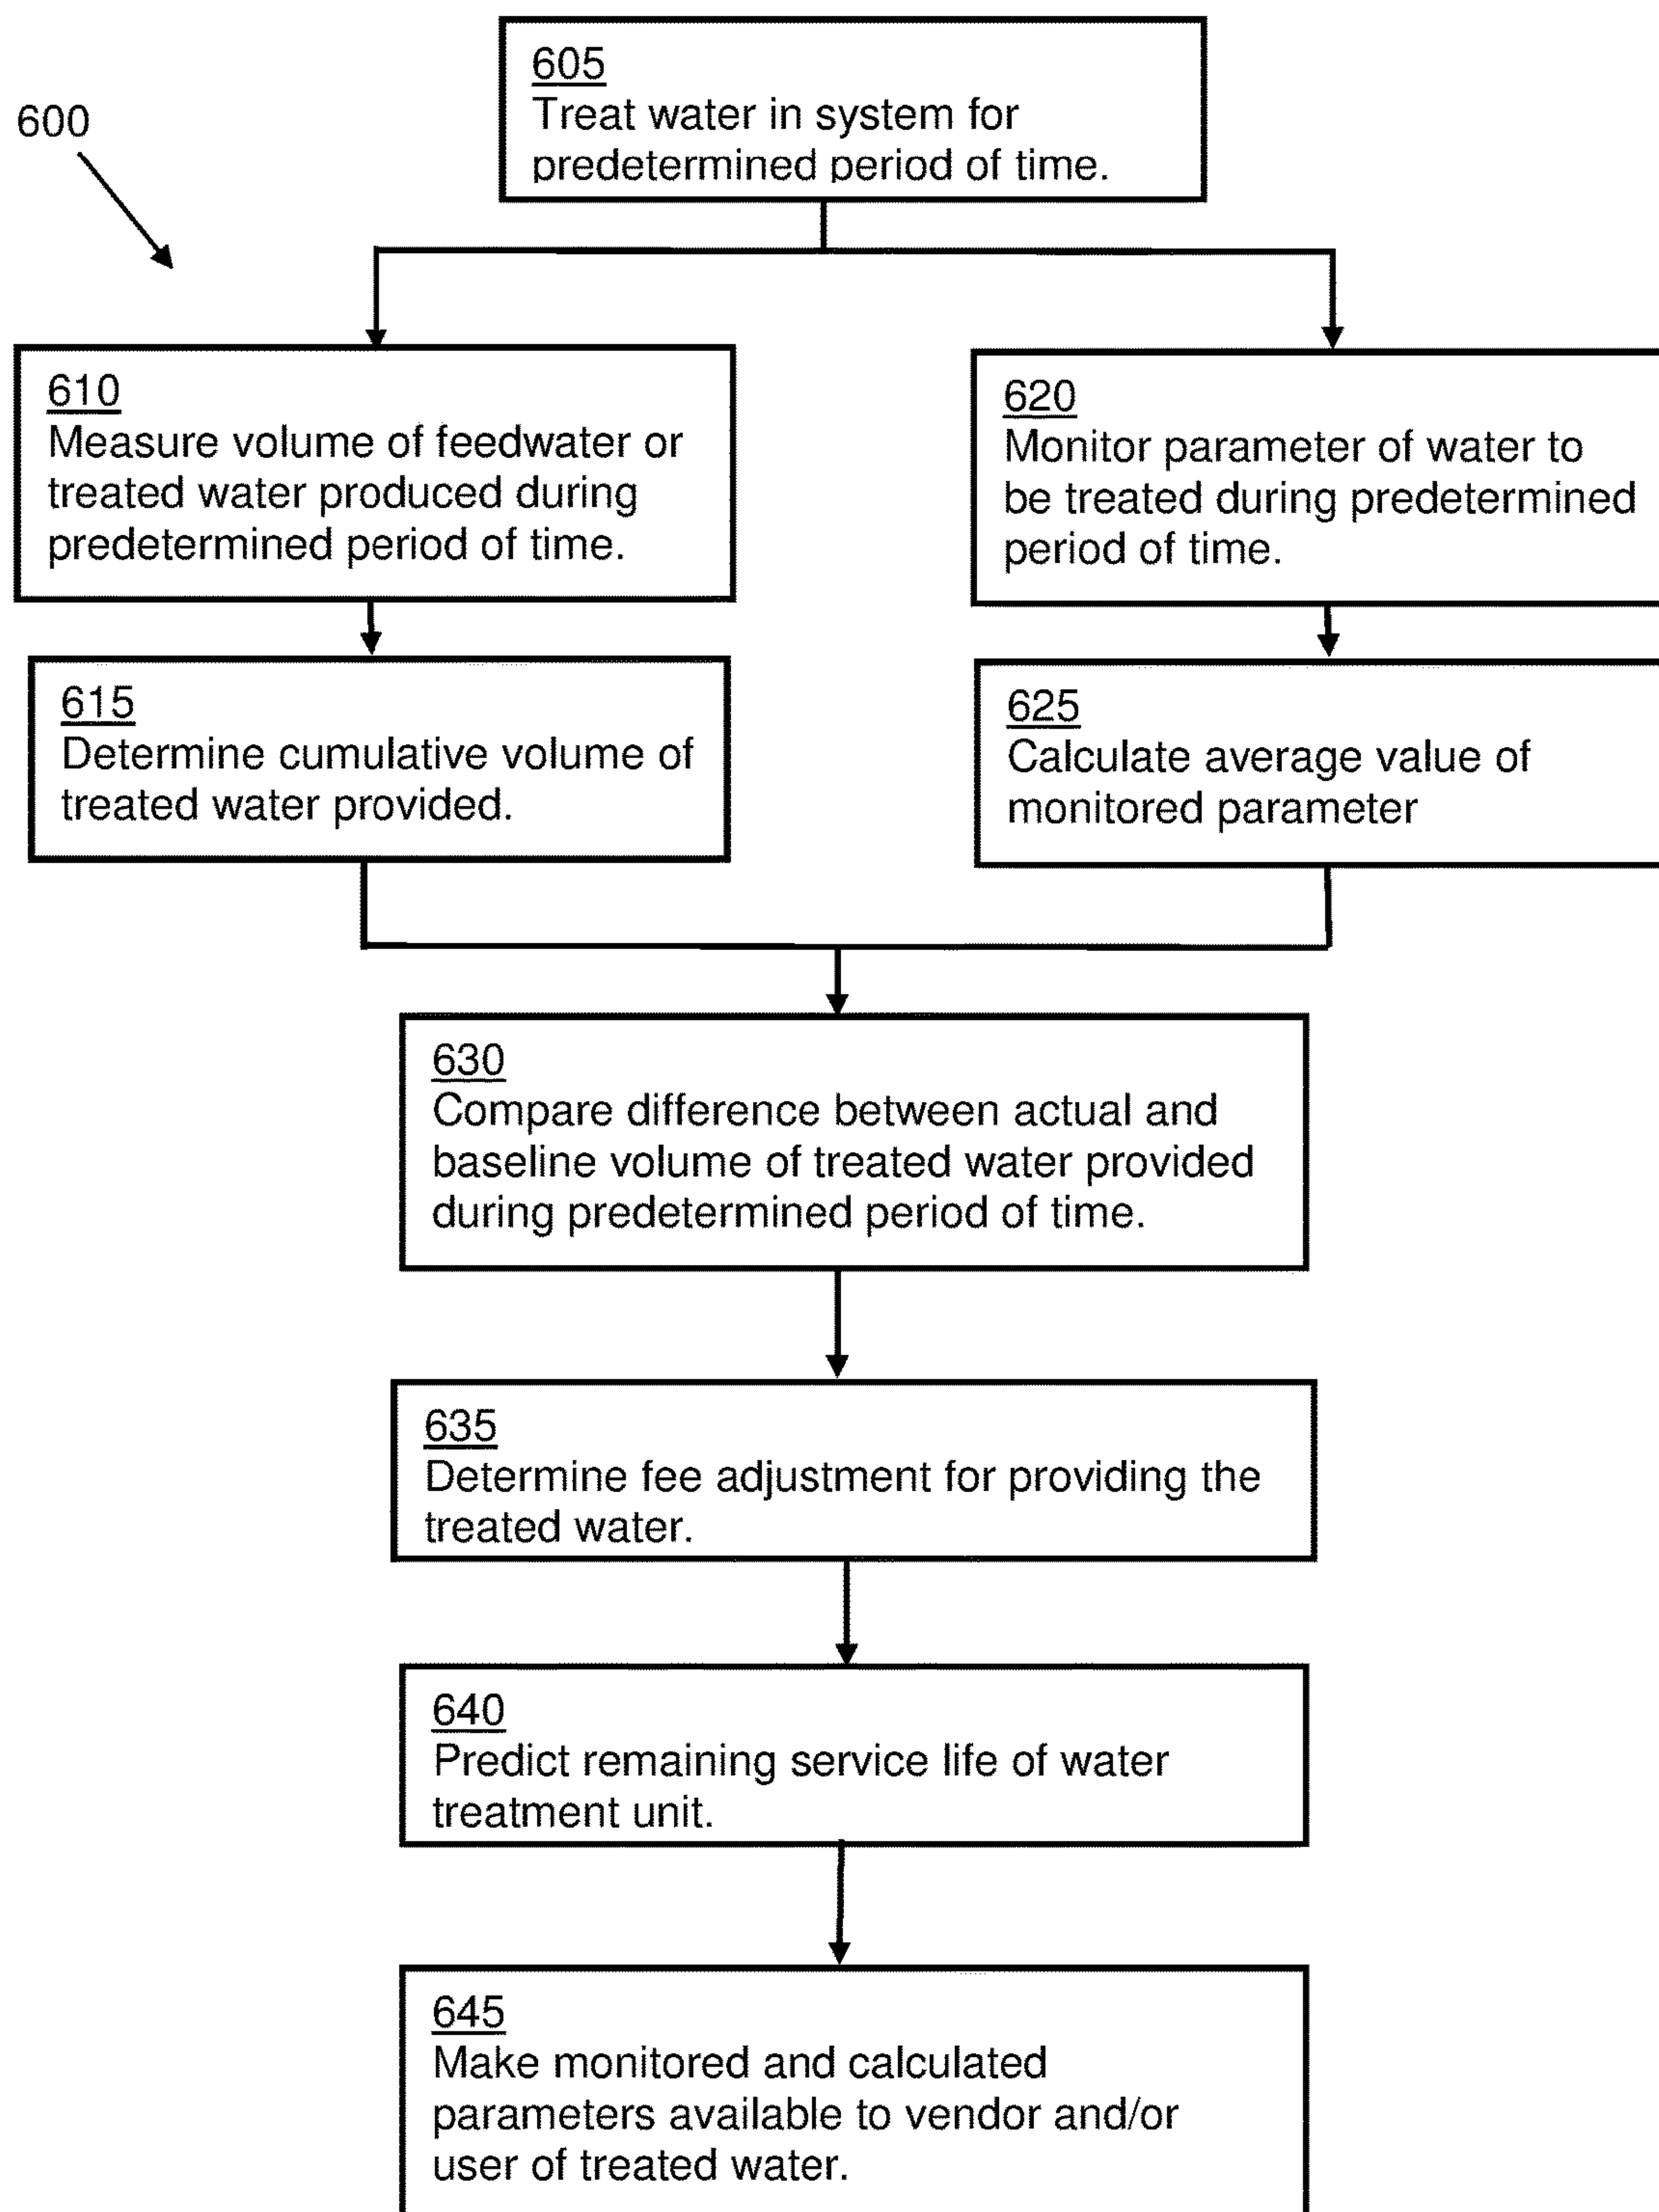 605
Treat water in system for
predetermined period of time.
600
610
Measure volume of feedwater or
treated water produced during
predetermined period of time.
620
Monitor parameter of water to
be treated during predetermined
period of time.
615
Determine cumulative volume of
treated water provided.
625
Calculate average value of
monitored parameter
630
Compare difference between actual and
baseline volume of treated water provided
during predetermined period of time.
635
Determine fee adjustment for providing the
treated water.
640
Predict remaining service life of water
treatment unit.
645
Make monitored and calculated
parameters available to vendor and/or
user of treated water.